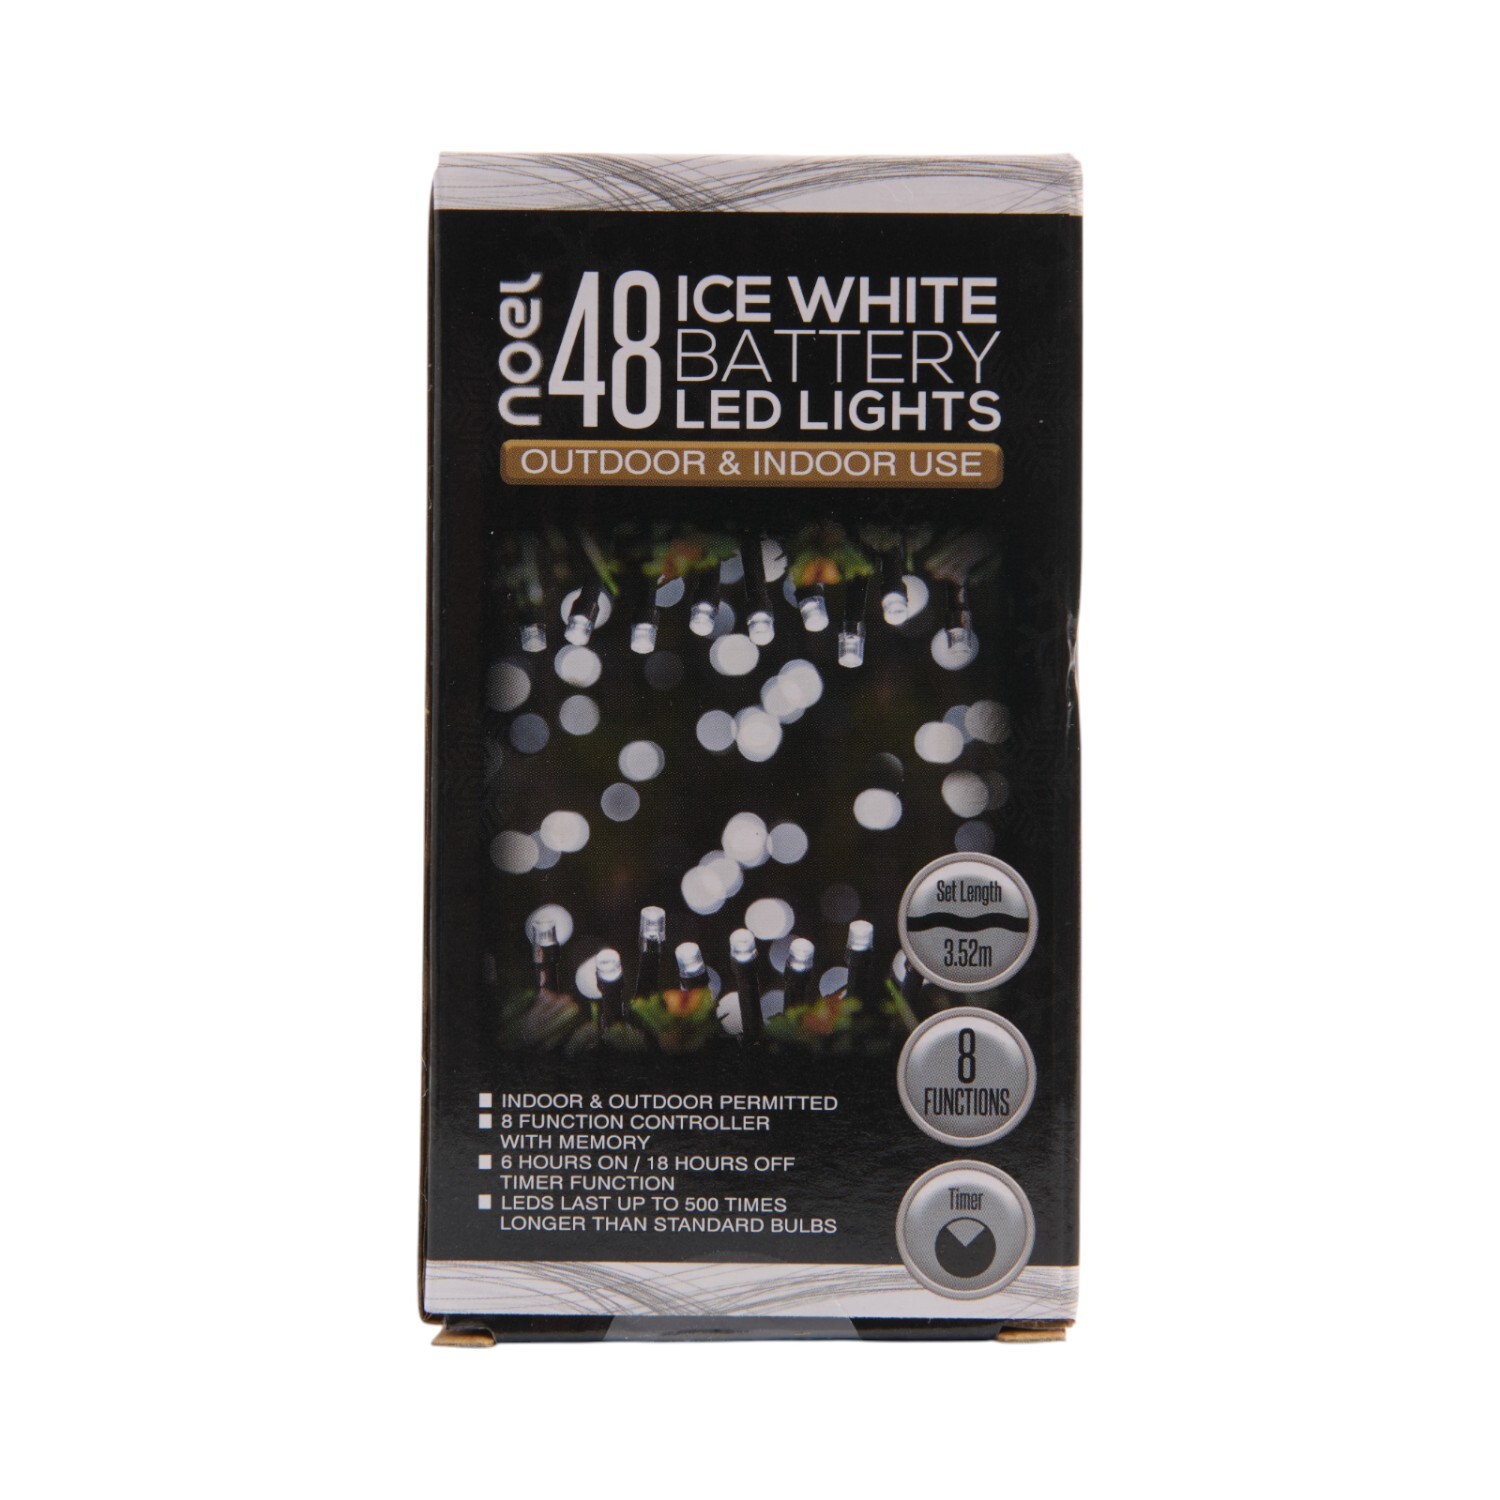 noel
48
ICE WHITE
BATTERY
LED LIGHTS
OUTDOOR & INDOOR USE
Set Length
3.52m
8
FUNCTIONS
Timer
INDOOR & OUTDOOR PERMITTED
8 FUNCTION CONTROLLER
WITH MEMORY
6 HOURS ON / 18 HOURS OFF
TIMER FUNCTION
LEDS LAST UP TO 500 TIMES
LONGER THAN STANDARD BULBS